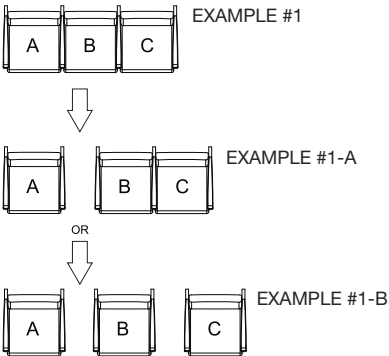 EXAMPLE #1
A B C
EXAMPLE #1-A
A B C
OR
EXAMPLE #1-B
A B C